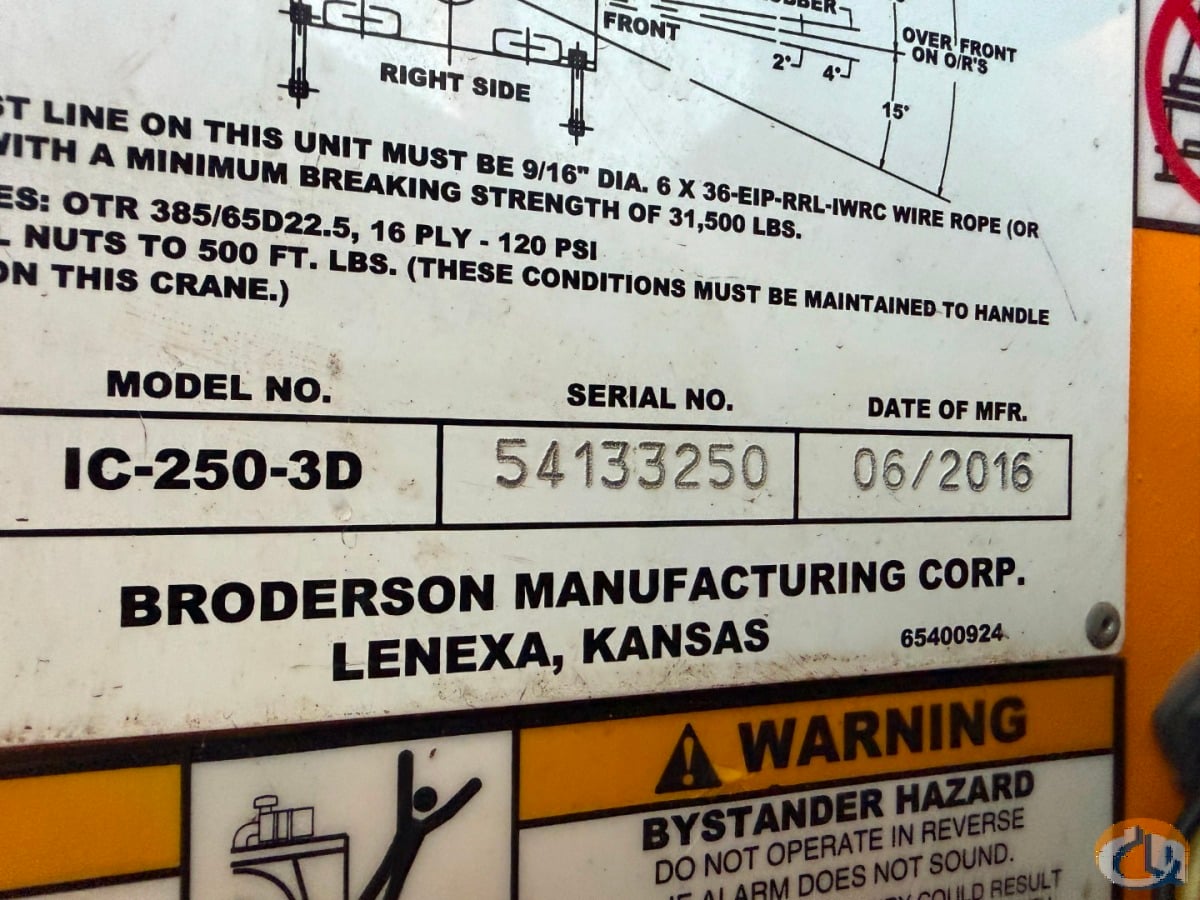 FRONT
2° 4°
OVER FRONT
ON O/R'S
15°
RIGHT SIDE
LINE ON THIS UNIT MUST BE 9/16" DIA. 6 X 36-EIP-RRL-IWRC WIRE ROPE (OR
WITH A MINIMUM BREAKING STRENGTH OF 31,500 LBS.
OTR 385/65D22.5, 16 PLY - 120 PSI
NUTS TO 500 FT. LBS. (THESE CONDITIONS MUST BE MAINTAINED TO HANDLE
ON THIS CRANE.)
MODEL NO. SERIAL NO. DATE OF MFR.
IC-250-3D 54133250 06/2016
BRODERSON MANUFACTURING CORP.
LENEXA, KANSAS 65400924
WARNING
BYSTANDER HAZARD
DO NOT OPERATE IN REVERSE
IF ALARM DOES NOT SOUND.
COULD RESULT